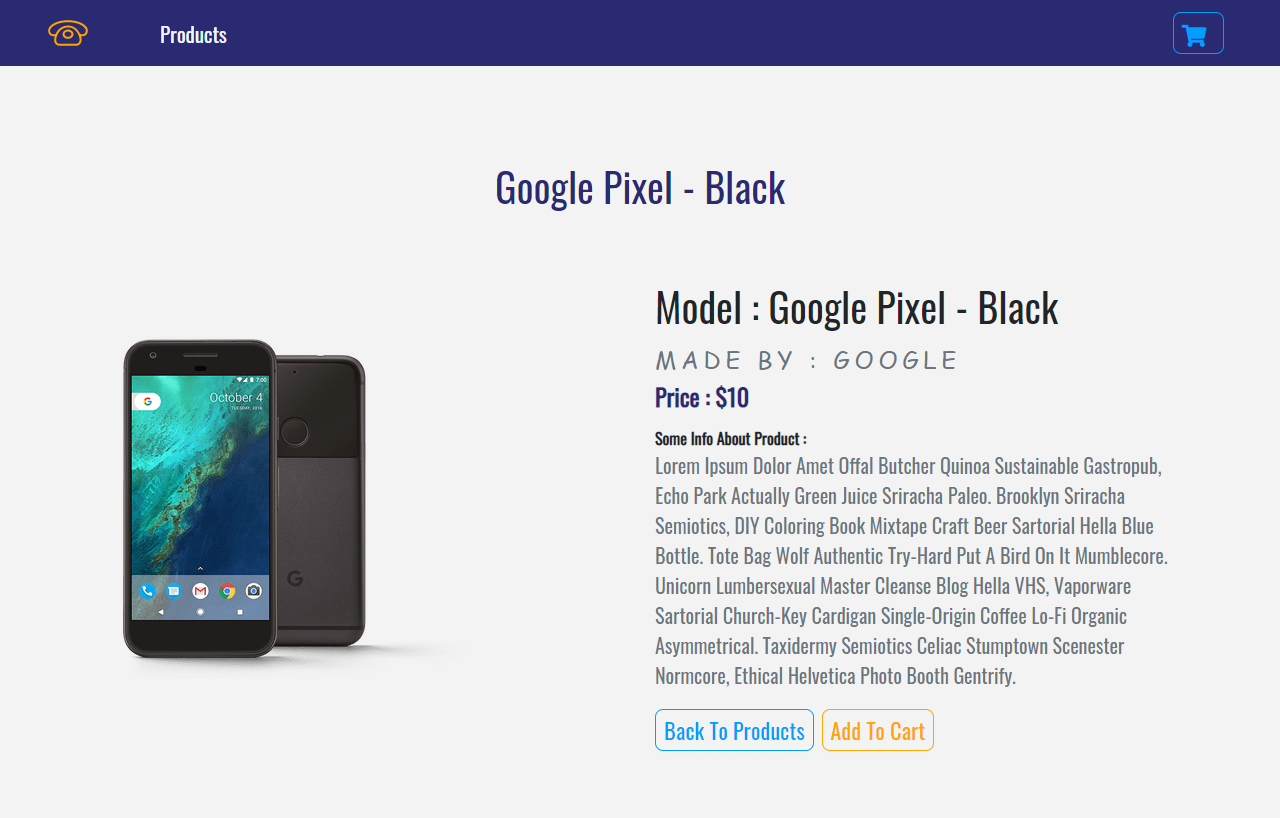 Products
Google Pixel - Black
Model : Google Pixel - Black
MADE BY : GOOGLE
Price : $10
Some Info About Product :
Lorem Ipsum Dolor Amet Offal Butcher Quinoa Sustainable Gastropub,
Echo Park Actually Green Juice Sriracha Paleo. Brooklyn Sriracha
Semiotics, DIY Coloring Book Mixtape Craft Beer Sartorial Hella Blue
Bottle. Tote Bag Wolf Authentic Try-Hard Put A Bird On It Mumblecore.
Unicorn Lumbersexual Master Cleanse Blog Hella VHS, Vaporware
Sartorial Church-Key Cardigan Single-Origin Coffee Lo-Fi Organic
Asymmetrical. Taxidermy Semiotics Celiac Stumptown Scenester
Normcore, Ethical Helvetica Photo Booth Gentrify.
Back To Products Add To Cart
7:00
October 4
TUESDAY, 2016
G
G